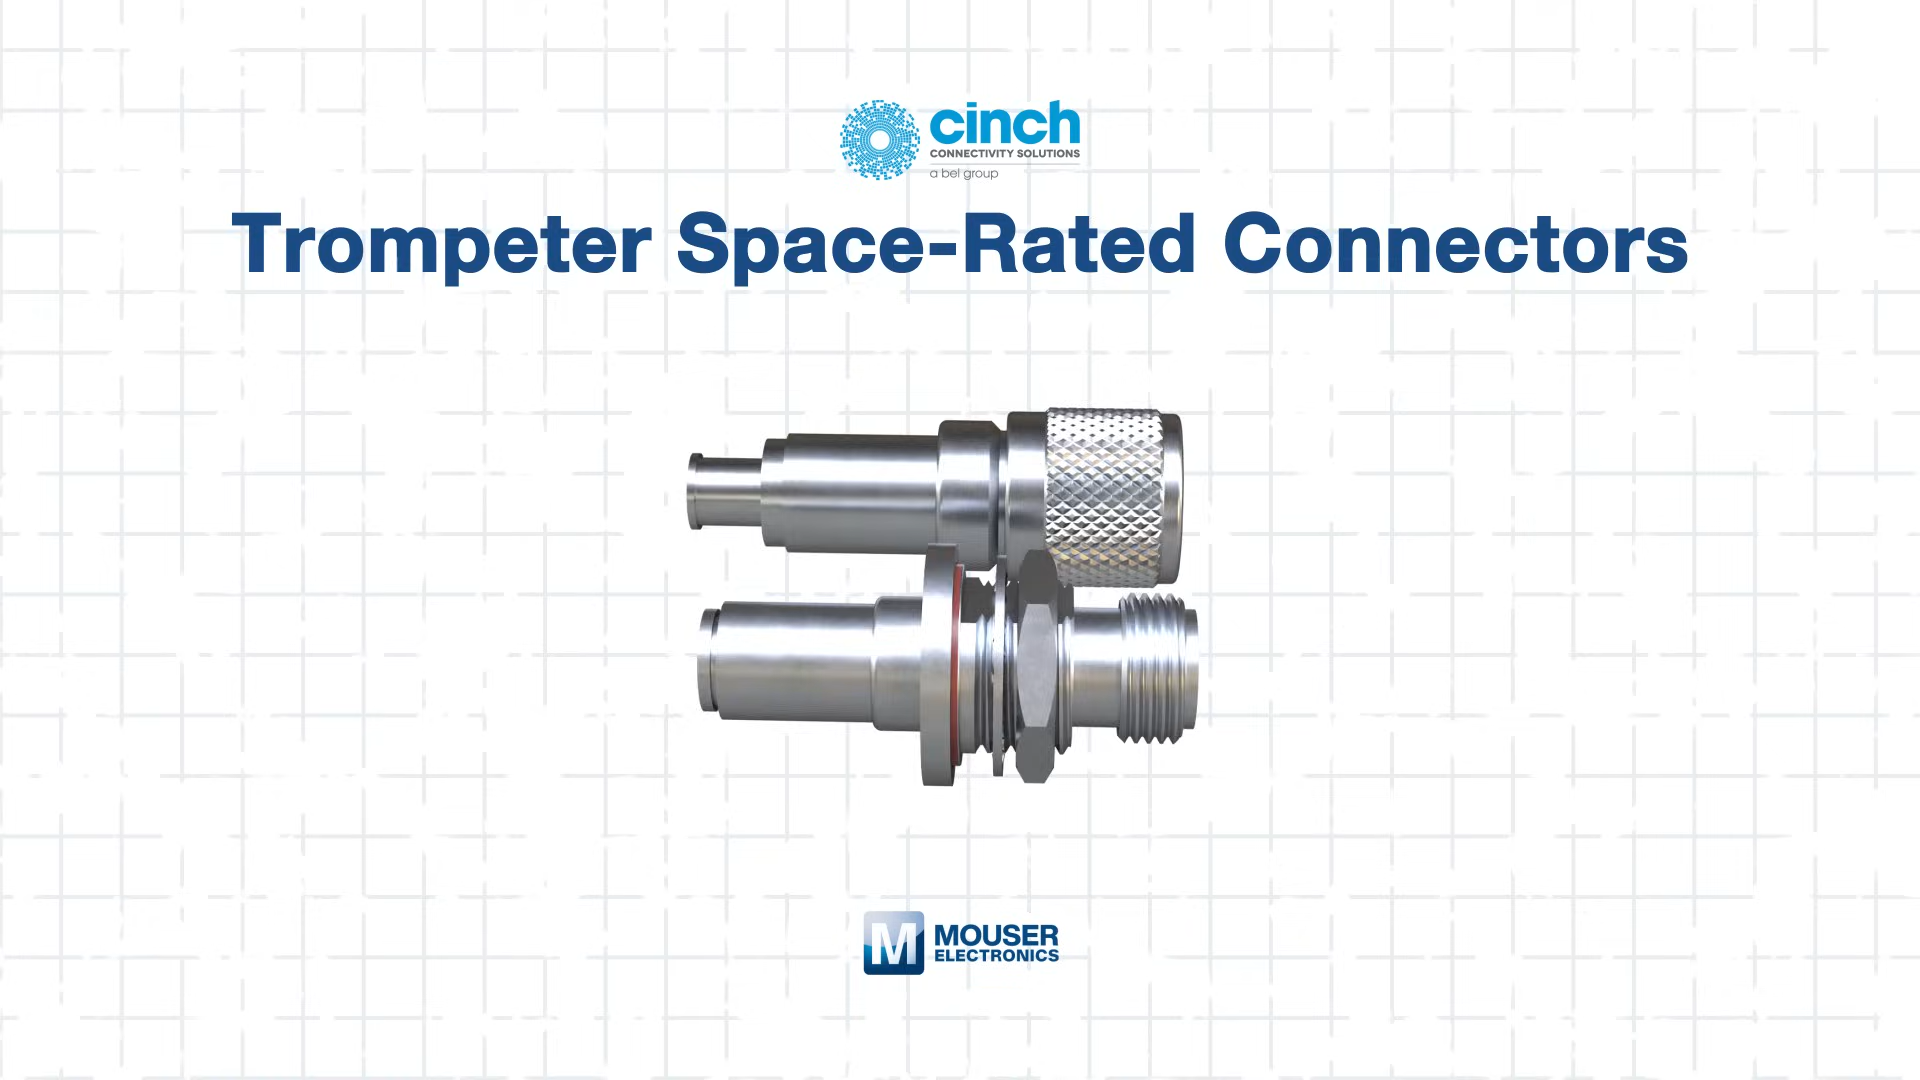 cinch
CONNECTIVITY SOLUTIONS
a bel group
Trompeter Space-Rated Connectors
M
MOUSER
ELECTRONICS